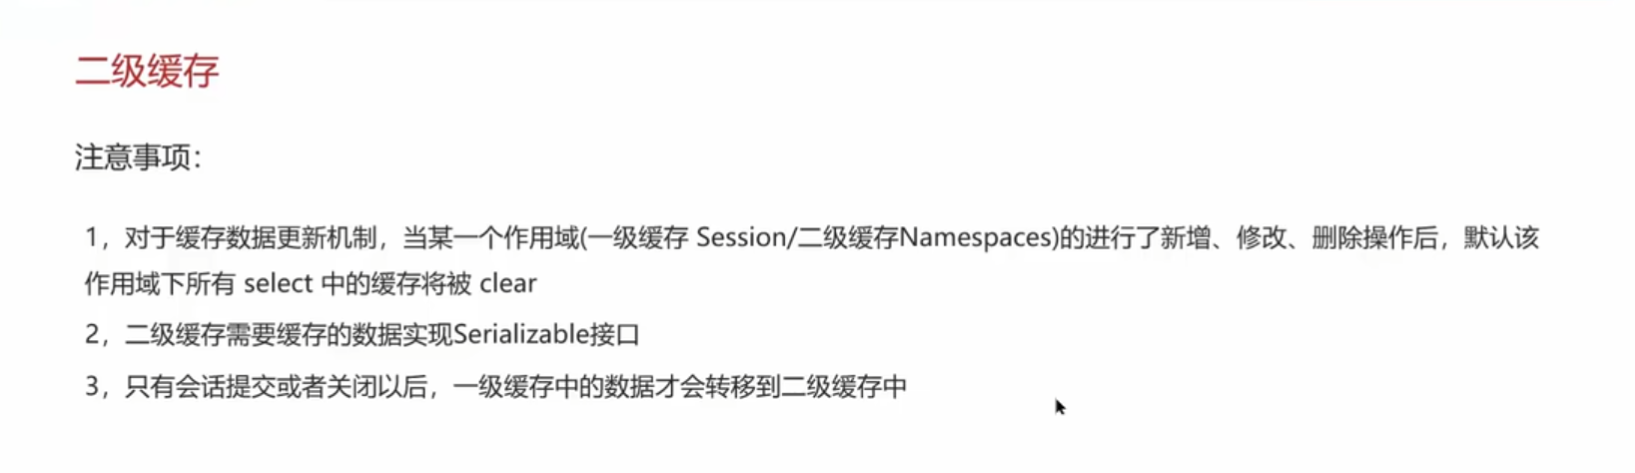 二级缓存
注意事项：
1，对于缓存数据更新机制，当某一个作用域(一级缓存 Session/二级缓存Namespaces)的进行了新增、修改、删除操作后，默认该
作用域下所有 select 中的缓存将被 clear
2，二级缓存需要缓存的数据实现Serializable接口
3，只有会话提交或者关闭以后，一级缓存中的数据才会转移到二级缓存中